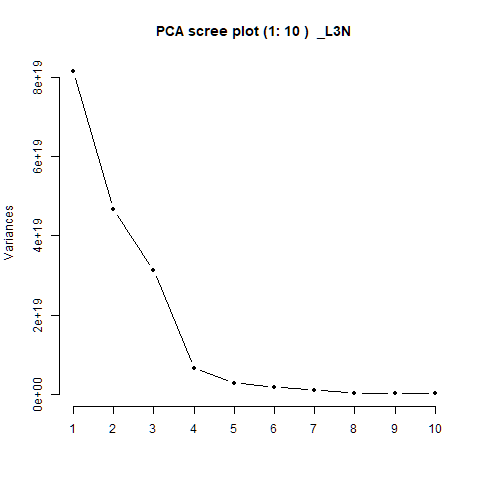 PCA scree plot (1: 10 )  _L3N
Variances
8e+19
6e+19
4e+19
2e+19
0e+00
1 2 3 4 5 6 7 8 9 10